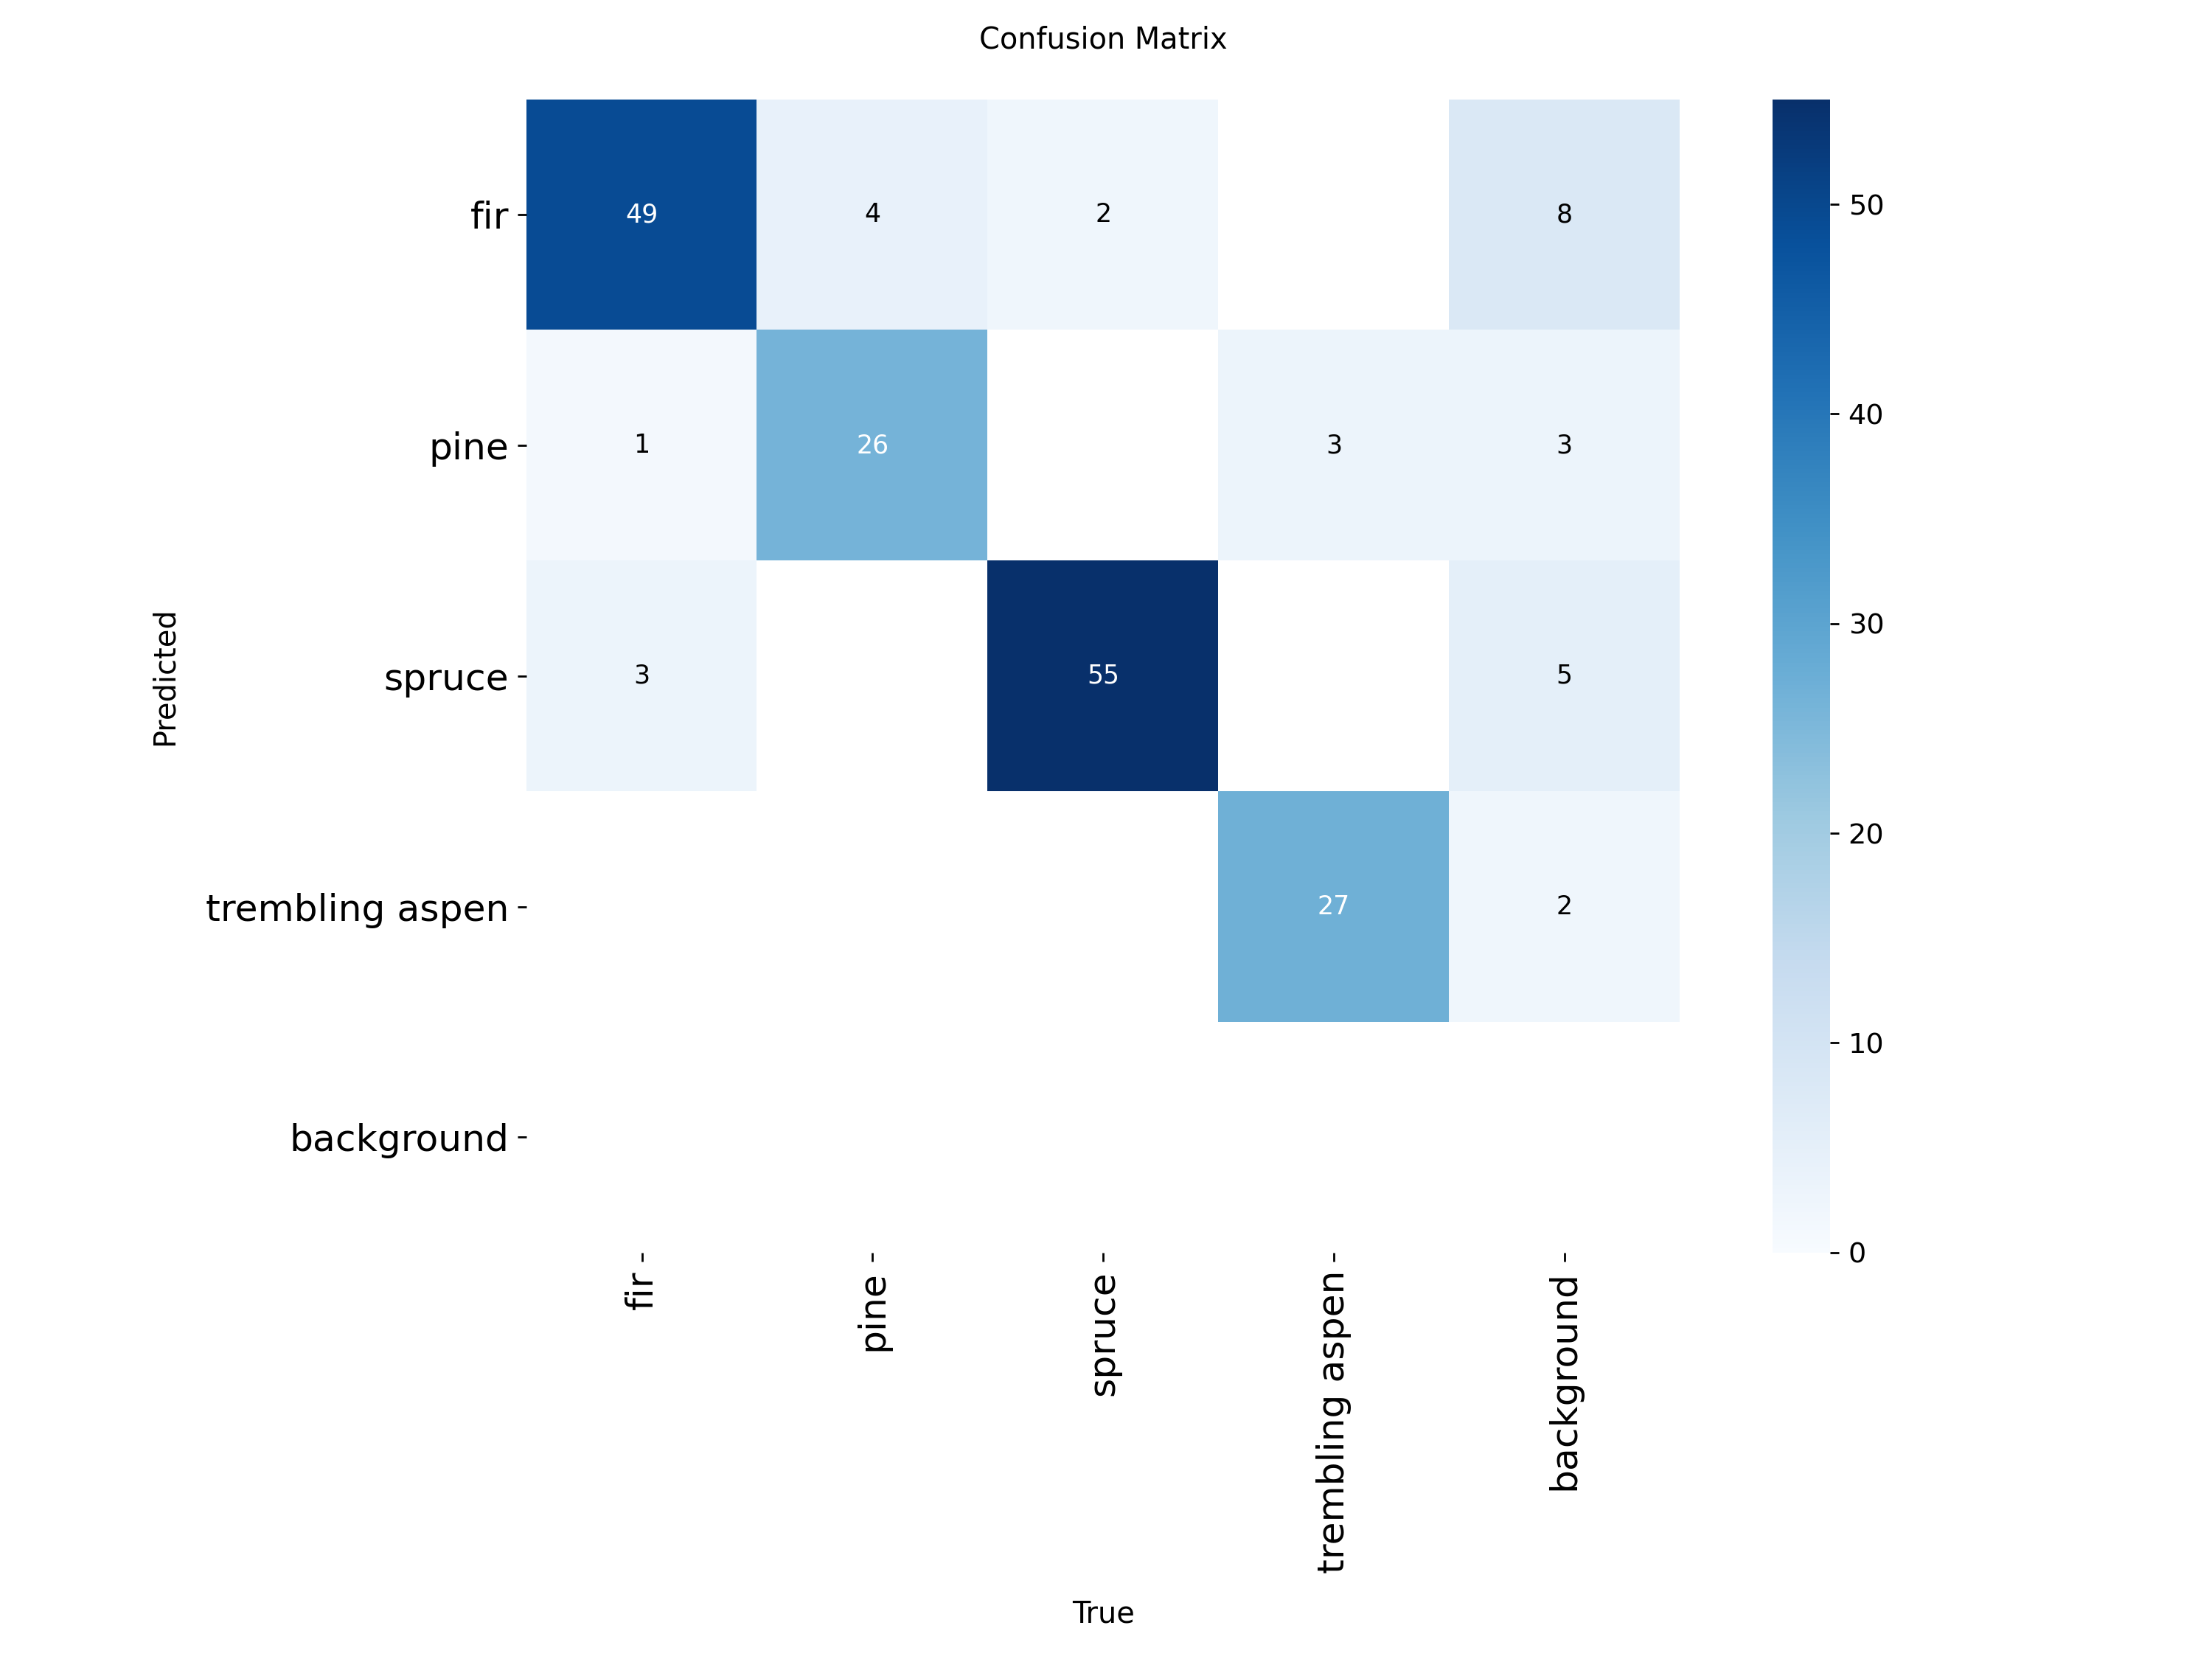 Confusion Matrix
fir
49
4
2
8
50
pine
1
26
3
3
40
Predicted
spruce
3
55
5
30
trembling aspen
27
2
20
background
10
0
fir
pine
spruce
trembling aspen
background
True